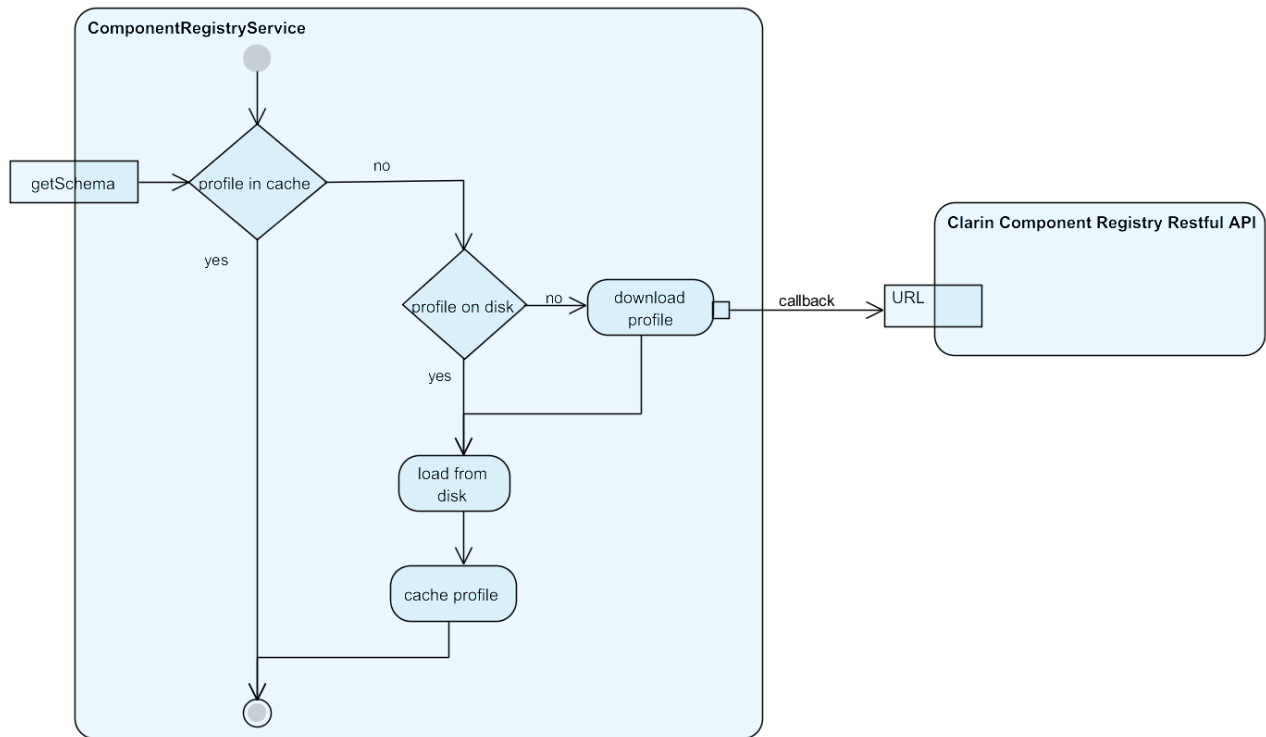 ComponentRegistryService
no
getSchema
profile in cache
Clarin Component Registry Restful API
yes
download
profile
no
profile on disk
callback
URL
yes
load from
disk
cache profile